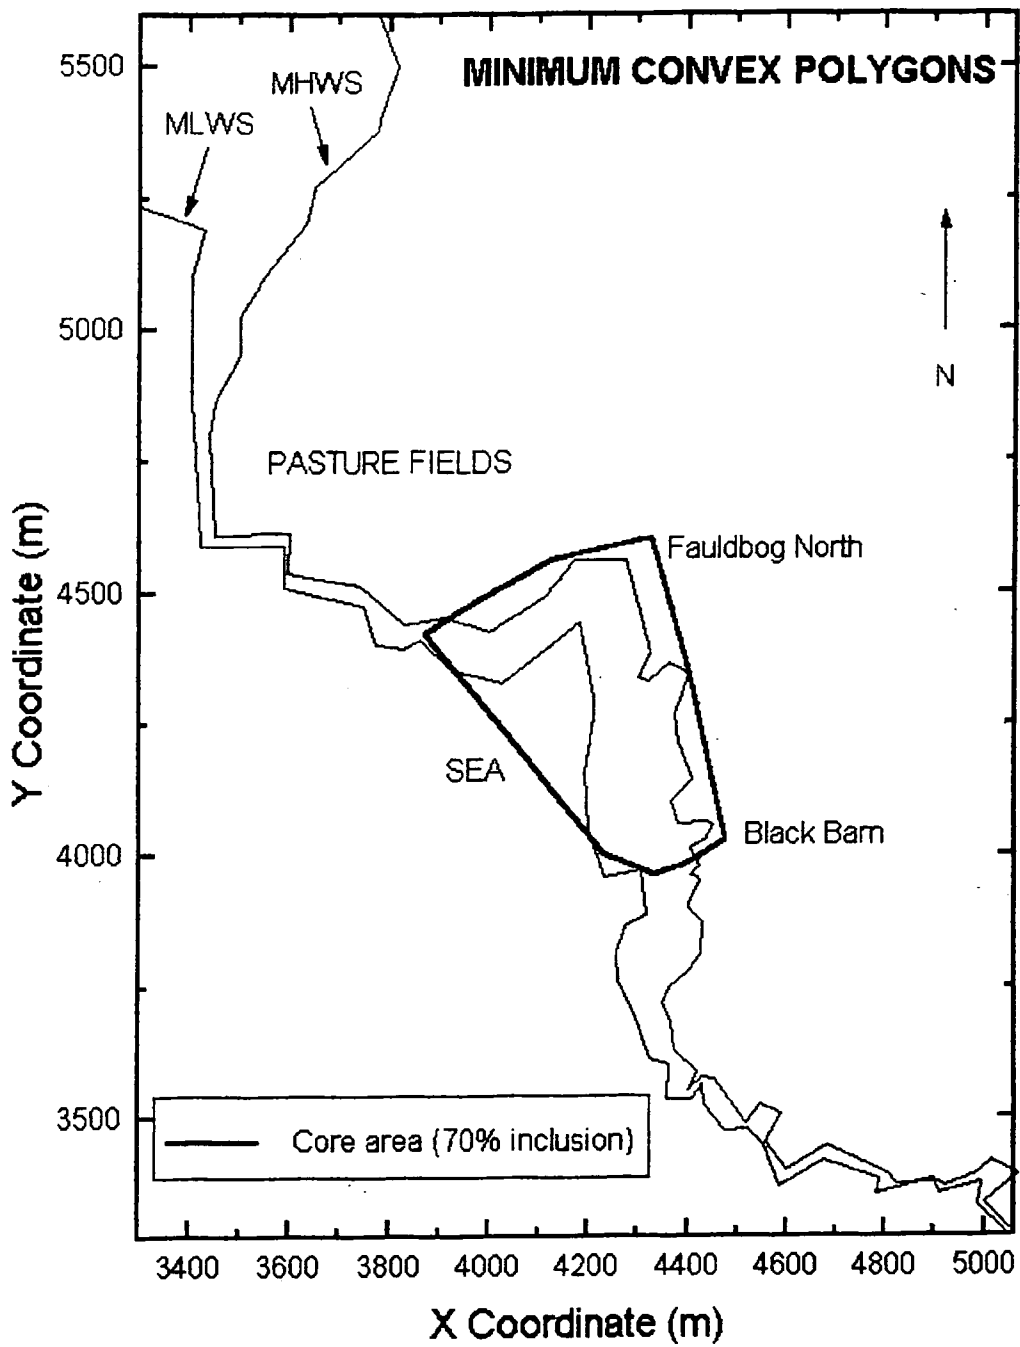 MINIMUM CONVEX POLYGONS
MHWS
MLWS
N
PASTURE FIELDS
Fauldbog North
SEA
Black Barn
Core area (70% inclusion)
Y Coordinate (m)
5500
5000
4500
4000
3500
3400 3600 3800 4000 4200 4400 4600 4800 5000
X Coordinate (m)